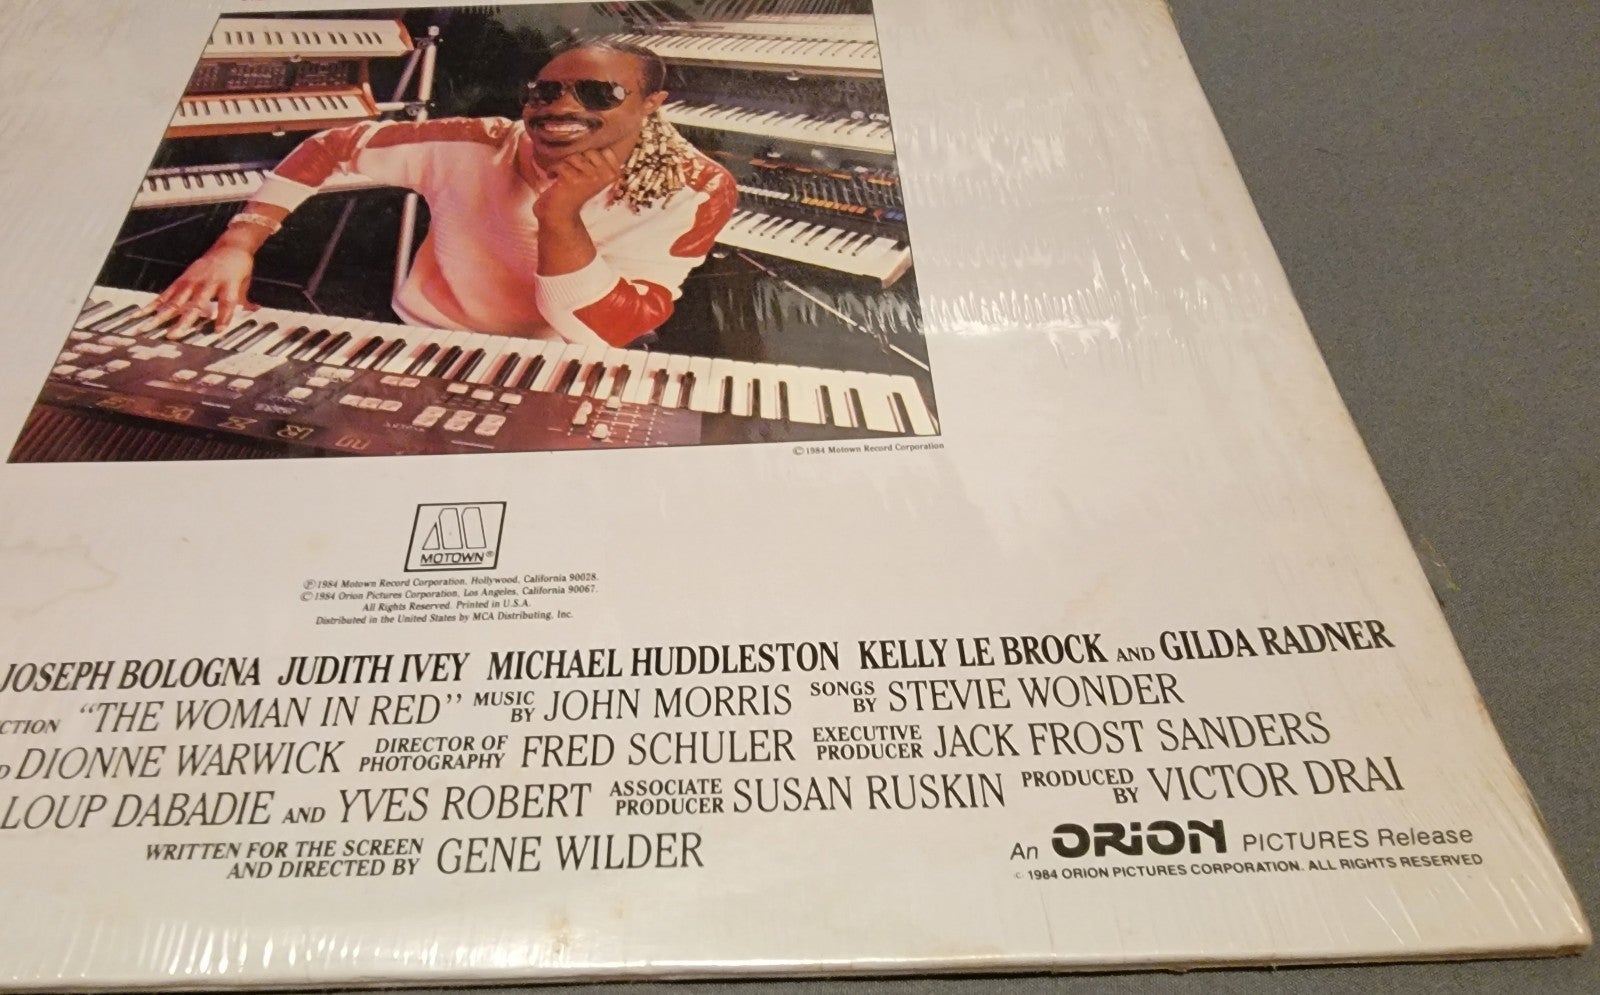 © 1984 Motown Record Corporation
MOTOWN®
Ⓟ 1984 Motown Record Corporation, Hollywood, California 90028.
© 1984 Orion Pictures Corporation, Los Angeles, California 90067.
All Rights Reserved. Printed in U.S.A.
Distributed in the United States by MCA Distributing, Inc.
JOSEPH BOLOGNA JUDITH IVEY MICHAEL HUDDLESTON KELLY LE BROCK AND GILDA RADNER
CTION "THE WOMAN IN RED" MUSIC BY JOHN MORRIS SONGS BY STEVIE WONDER
D DIONNE WARWICK DIRECTOR OF PHOTOGRAPHY FRED SCHULER EXECUTIVE PRODUCER JACK FROST SANDERS
LOUP DABADIE AND YVES ROBERT ASSOCIATE PRODUCER SUSAN RUSKIN PRODUCED BY VICTOR DRAI
WRITTEN FOR THE SCREEN AND DIRECTED BY GENE WILDER
An ORION PICTURES Release
© 1984 ORION PICTURES CORPORATION. ALL RIGHTS RESERVED